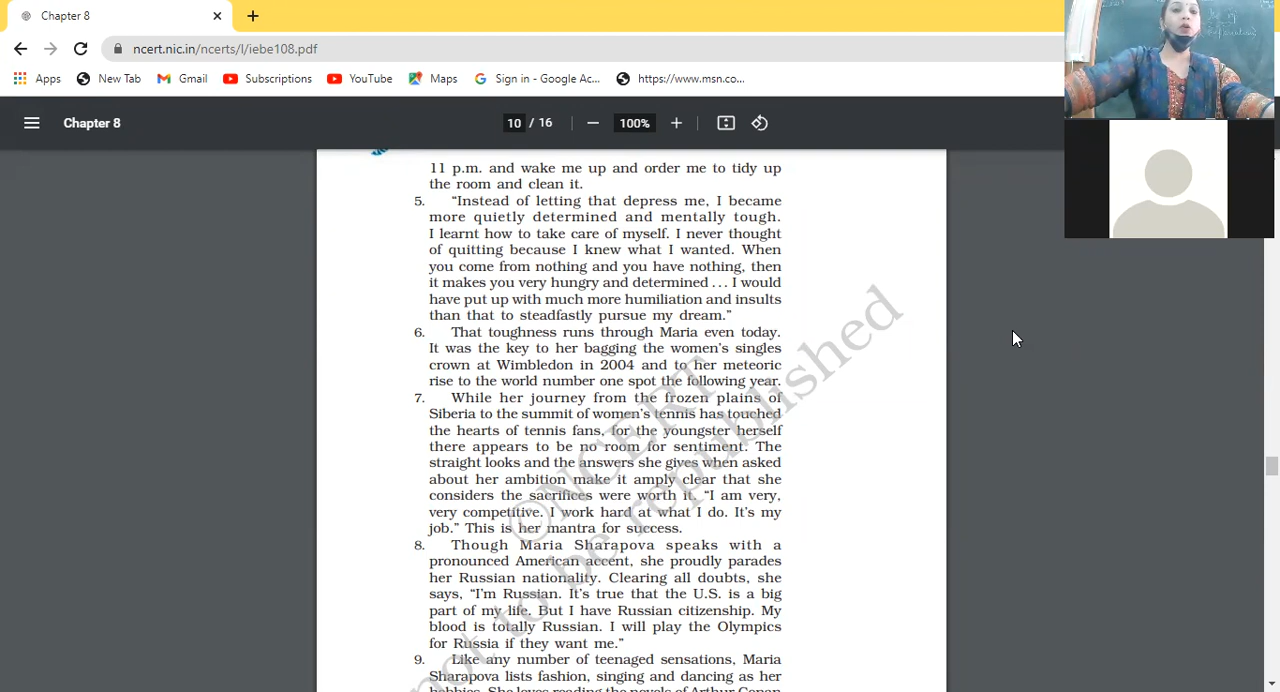 Chapter 8
ncert.nic.in/ncerts/l/iebe108.pdf
Apps New Tab Gmail Subscriptions YouTube Maps Sign in - Google Ac... https://www.msn.co...
Chapter 8
10 / 16
100%
11 p.m. and wake me up and order me to tidy up
the room and clean it.
5. “Instead of letting that depress me, I became
more quietly determined and mentally tough.
I learnt how to take care of myself. I never thought
of quitting because I knew what I wanted. When
you come from nothing and you have nothing, then
it makes you very hungry and determined ... I would
have put up with much more humiliation and insults
than that to steadfastly pursue my dream.”
6. That toughness runs through Maria even today.
It was the key to her bagging the women’s singles
crown at Wimbledon in 2004 and to her meteoric
rise to the world number one spot the following year.
7. While her journey from the frozen plains of
Siberia to the summit of women’s tennis has touched
the hearts of tennis fans, for the youngster herself
there appears to be no room for sentiment. The
straight looks and the answers she gives when asked
about her ambition make it amply clear that she
considers the sacrifices were worth it. “I am very,
very competitive. I work hard at what I do. It’s my
job.” This is her mantra for success.
8. Though Maria Sharapova speaks with a
pronounced American accent, she proudly parades
her Russian nationality. Clearing all doubts, she
says, “I’m Russian. It’s true that the U.S. is a big
part of my life. But I have Russian citizenship. My
blood is totally Russian. I will play the Olympics
for Russia if they want me.”
9. Like any number of teenaged sensations, Maria
Sharapova lists fashion, singing and dancing as her
hobbies. She loves reading the novels of Arthur Conan
©NCERT
not to be republished